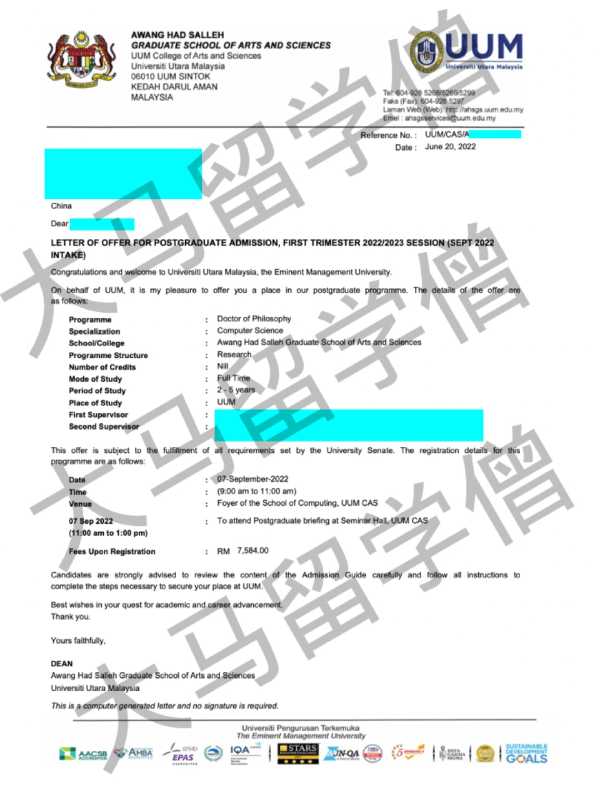 AWANG HAD SALLEH
GRADUATE SCHOOL OF ARTS AND SCIENCES
UUM College of Arts and Sciences
Universiti Utara Malaysia
06010 UUM SINTOK
KEDAH DARUL AMAN
MALAYSIA
UUM
Universiti Utara Malaysia
Tel: 604-928 5266/5269/5299
Faks (Fax): 604-928 5297
Laman Web (Web): http://ahsgs.uum.edu.my
Emel : ahsgsservices@uum.edu.my
Reference No. : UUM/CAS/A
Date : June 20, 2022
China
Dear
LETTER OF OFFER FOR POSTGRADUATE ADMISSION, FIRST TRIMESTER 2022/2023 SESSION (SEPT 2022
INTAKE)
Congratulations and welcome to Universiti Utara Malaysia, the Eminent Management University.
On behalf of UUM, it is my pleasure to offer you a place in our postgraduate programme. The details of the offer are
as follows:
Programme : Doctor of Philosophy
Specialization : Computer Science
School/College : Awang Had Salleh Graduate School of Arts and Sciences
Programme Structure : Research
Number of Credits : Nill
Mode of Study : Full Time
Period of Study : 2 - 5 years
Place of Study : UUM
First Supervisor :
Second Supervisor :
This offer is subject to the fulfillment of all requirements set by the University Senate. The registration details for this
programme are as follows:
Date : 07-September-2022
Time : (9:00 am to 11:00 am)
Venue : Foyer of the School of Computing, UUM CAS
07 Sep 2022 : To attend Postgraduate briefing at Seminar Hall, UUM CAS
(11:00 am to 1:00 pm)
Fees Upon Registration : RM 7,584.00
Candidates are strongly advised to review the content of the Admission Guide carefully and follow all instructions to
complete the steps necessary to secure your place at UUM.
Best wishes in your quest for academic and career advancement.
Thank you.
Yours faithfully,
DEAN
Awang Had Salleh Graduate School of Arts and Sciences
Universiti Utara Malaysia
This is a computer generated letter and no signature is required.
Universiti Pengurusan Terkemuka
The Eminent Management University
AACSB ACCREDITED
AMBA
EFMD
EPAS
ACCREDITED
IQA
STARS
SUSTAINABLE
DEVELOPMENT
GOALS
大马留学僧
大马留学僧
大马留学僧
大马留学僧